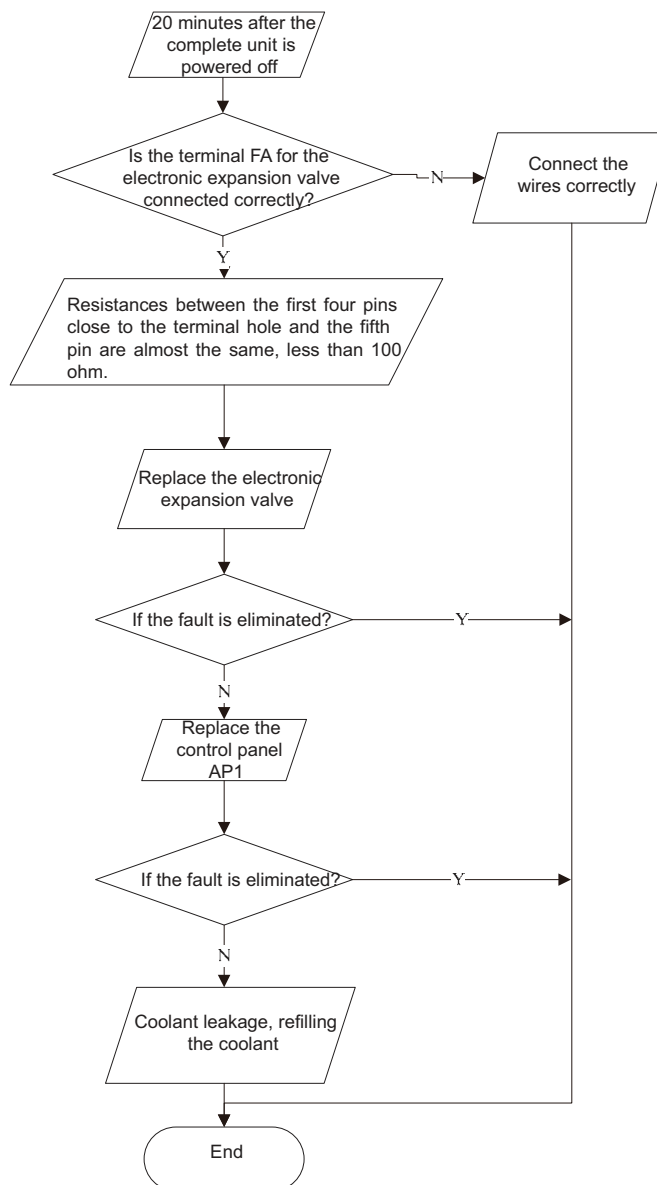 20 minutes after the
complete unit is
powered off
Is the terminal FA for the
electronic expansion valve
connected correctly?
N
Connect the
wires correctly
Y
Resistances between the first four pins
close to the terminal hole and the fifth
pin are almost the same, less than 100
ohm.
Replace the electronic
expansion valve
If the fault is eliminated?
Y
N
Replace the
control panel
AP1
If the fault is eliminated?
Y
N
Coolant leakage, refilling
the coolant
End